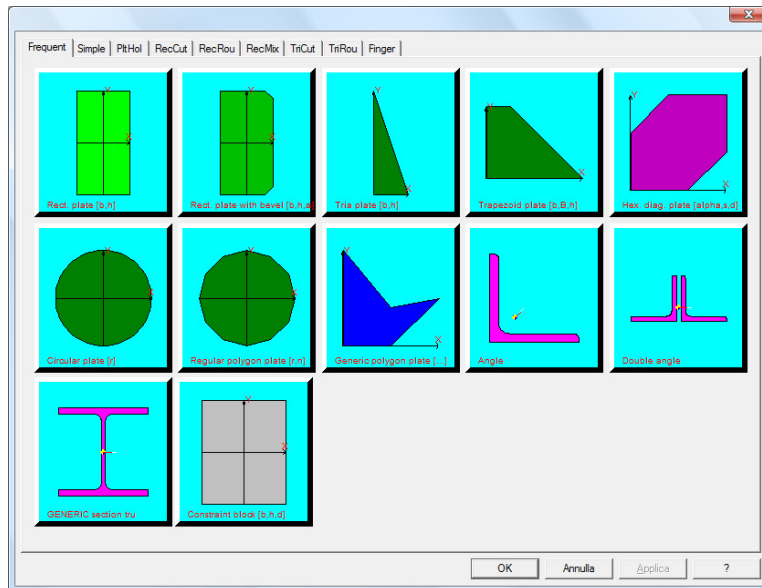 Frequent Simple PltHol RecCut RecRou RecMix TriCut TriRou Finger
Y
X
Rect. plate [b,h]
Y
X
Rect. plate with bevel [b,h,a
Y
X
Tria plate [b,h]
Y
X
Trapezoid plate [b,B,h]
Y
X
Hex. diag. plate [alpha,s,d]
Y
X
Circular plate [r]
Y
X
Regular polygon plate [r,n]
Y
X
Generic polygon plate [...]
Angle
Double angle
GENERIC section tru
Y
X
Constraint block [b,h,d]
OK Annulla Applica ?